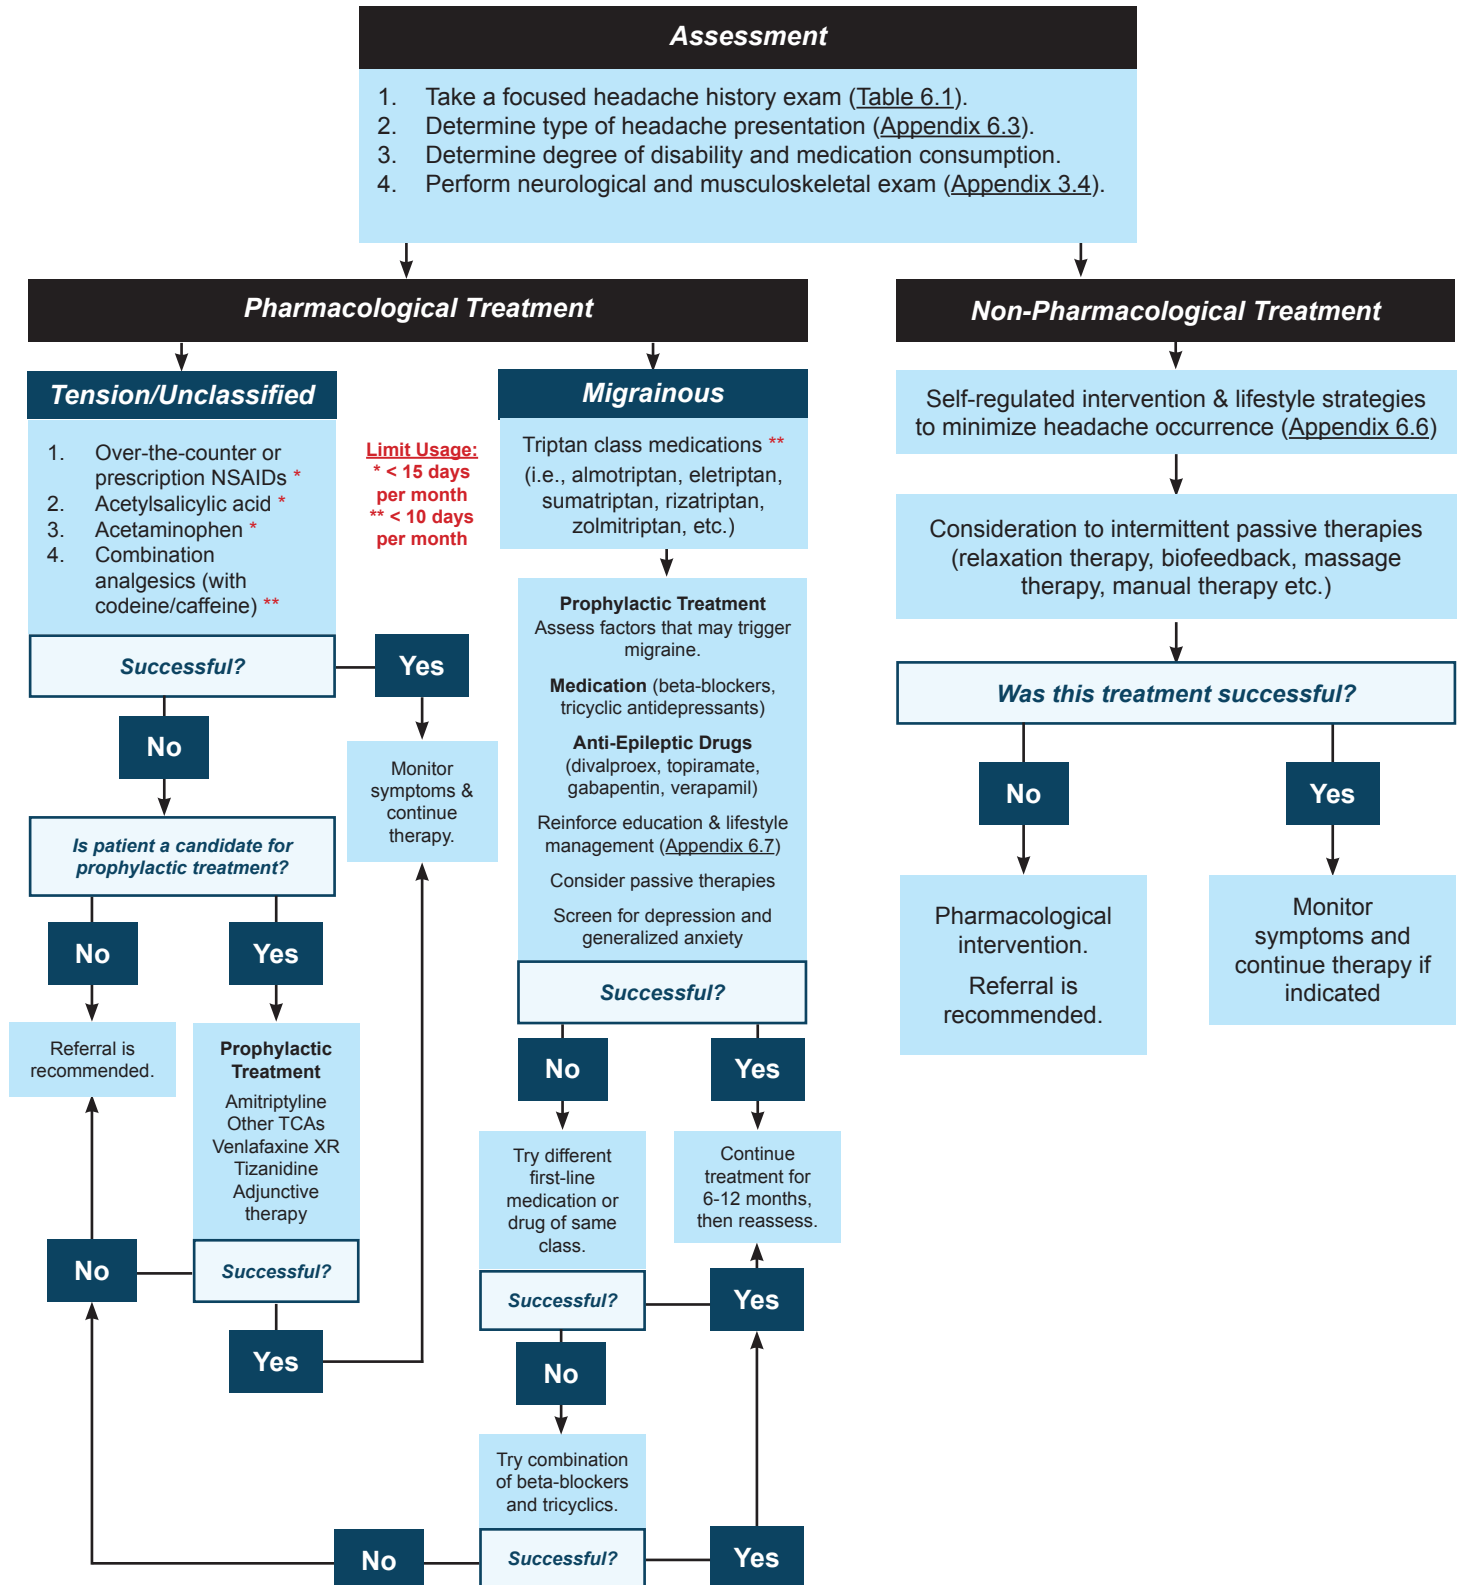 Assessment
1. Take a focused headache history exam (Table 6.1).
2. Determine type of headache presentation (Appendix 6.3).
3. Determine degree of disability and medication consumption.
4. Perform neurological and musculoskeletal exam (Appendix 3.4).
Pharmacological Treatment
Tension/Unclassified
1. Over-the-counter or
prescription NSAIDs *
2. Acetylsalicylic acid *
3. Acetaminophen *
4. Combination
analgesics (with
codeine/caffeine) **
Limit Usage:
* < 15 days
per month
** < 10 days
per month
Successful?
Yes
No
Monitor
symptoms &
continue
therapy.
Is patient a candidate for
prophylactic treatment?
No
Yes
Referral is
recommended.
Prophylactic
Treatment
Amitriptyline
Other TCAs
Venlafaxine XR
Tizanidine
Adjunctive
therapy
No
Successful?
Yes
Migrainous
Triptan class medications **
(i.e., almotriptan, eletriptan,
sumatriptan, rizatriptan,
zolmitriptan, etc.)
Prophylactic Treatment
Assess factors that may trigger
migraine.
Medication (beta-blockers,
tricyclic antidepressants)
Anti-Epileptic Drugs
(divalproex, topiramate,
gabapentin, verapamil)
Reinforce education & lifestyle
management (Appendix 6.7)
Consider passive therapies
Screen for depression and
generalized anxiety
Successful?
No
Yes
Try different
first-line
medication or
drug of same
class.
Continue
treatment for
6-12 months,
then reassess.
Successful?
Yes
No
Try combination
of beta-blockers
and tricyclics.
No
Successful?
Yes
Non-Pharmacological Treatment
Self-regulated intervention & lifestyle strategies
to minimize headache occurrence (Appendix 6.6)
Consideration to intermittent passive therapies
(relaxation therapy, biofeedback, massage
therapy, manual therapy etc.)
Was this treatment successful?
No
Yes
Pharmacological
intervention.
Referral is
recommended.
Monitor
symptoms and
continue therapy if
indicated